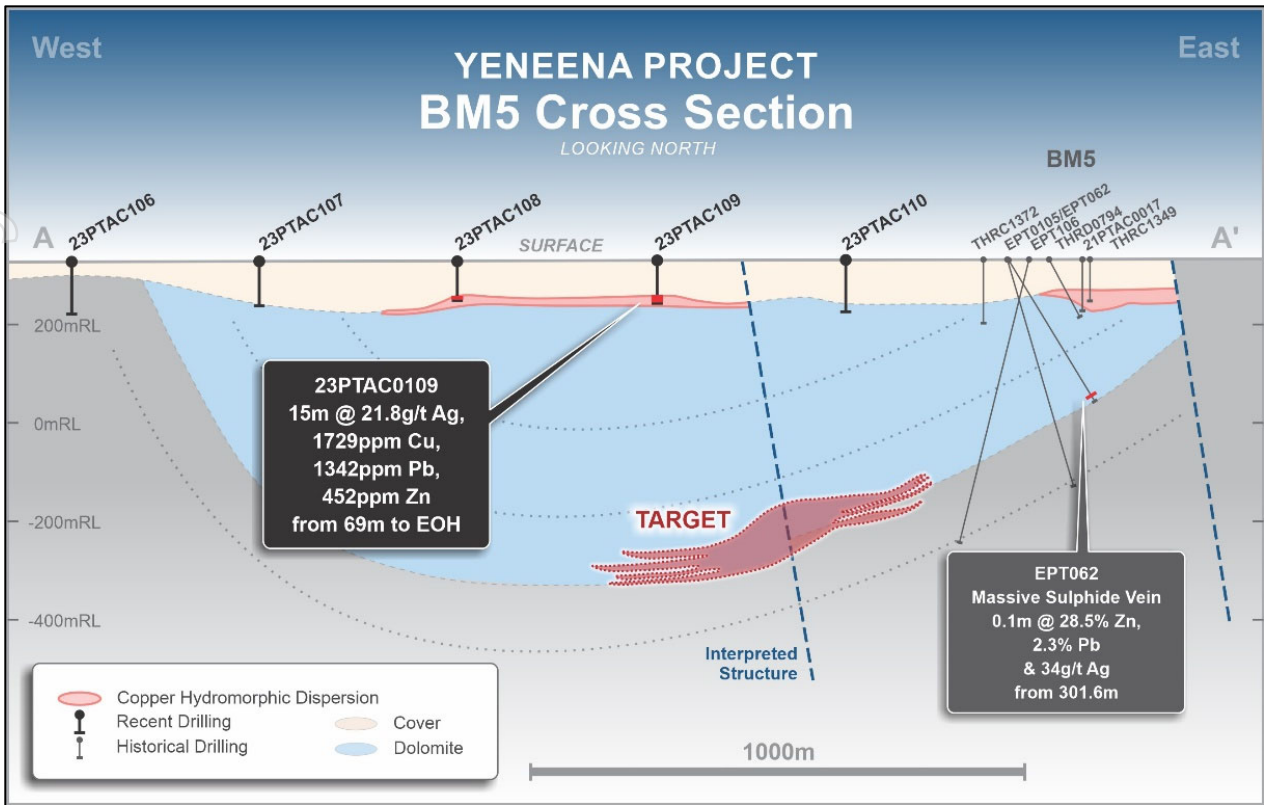 West
East
YENEENA PROJECT
BM5 Cross Section
LOOKING NORTH
BM5
A
23PTAC106
23PTAC107
23PTAC108
SURFACE
23PTAC109
23PTAC110
THRC1372
EPT0105/EPT062
EPT106
THRD0794
21PTAC0017
THRC1349
A'
200mRL
0mRL
-200mRL
-400mRL
23PTAC0109
15m @ 21.8g/t Ag,
1729ppm Cu,
1342ppm Pb,
452ppm Zn
from 69m to EOH
TARGET
Interpreted
Structure
EPT062
Massive Sulphide Vein
0.1m @ 28.5% Zn,
2.3% Pb
& 34g/t Ag
from 301.6m
Copper Hydromorphic Dispersion
Recent Drilling
Historical Drilling
Cover
Dolomite
1000m